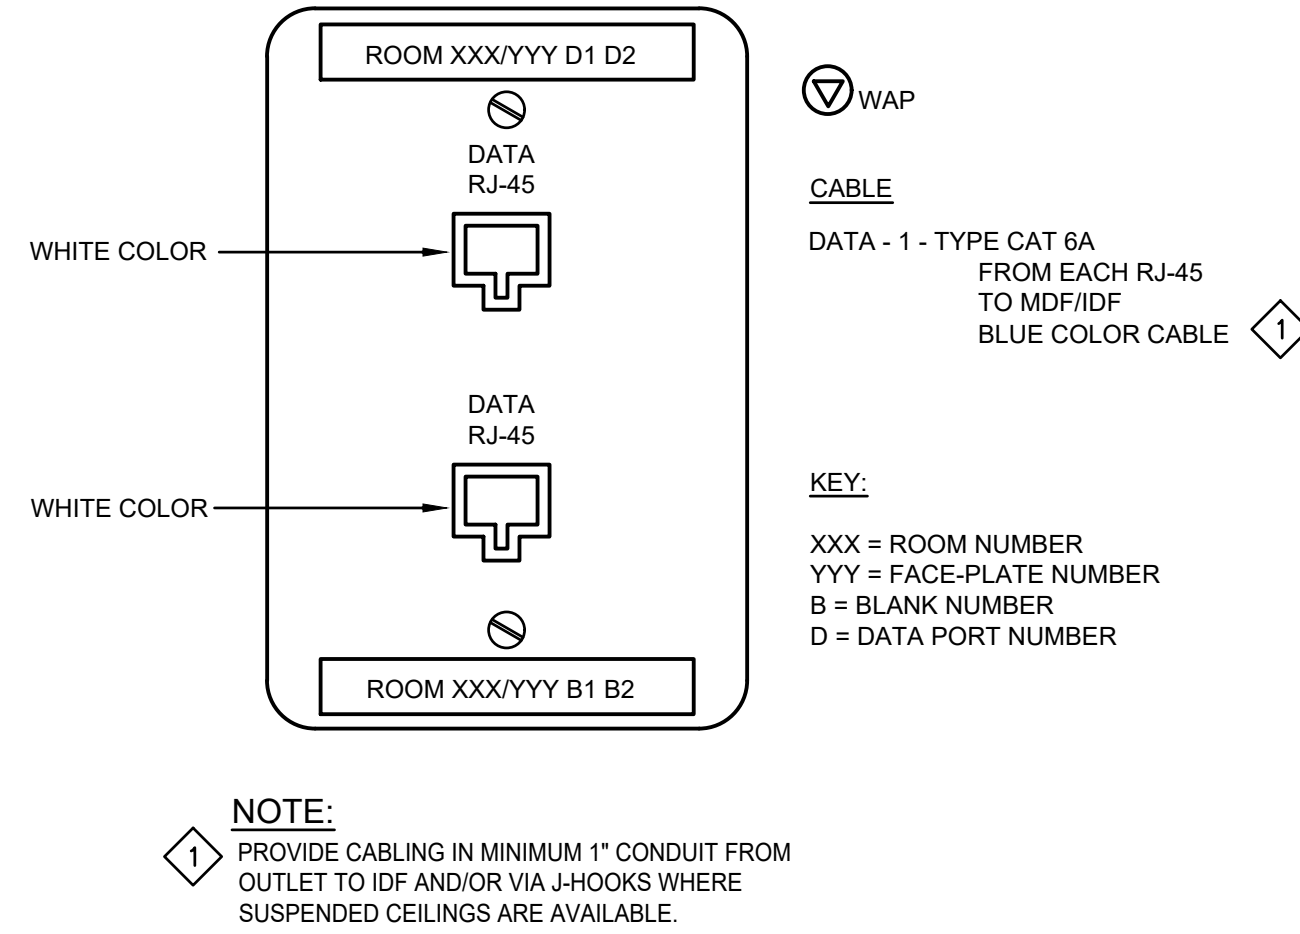 ROOM XXX/YYY D1 D2
DATA
RJ-45
WHITE COLOR
DATA
RJ-45
WHITE COLOR
ROOM XXX/YYY B1 B2
WAP
CABLE
DATA - 1 - TYPE CAT 6A
FROM EACH RJ-45
TO MDF/IDF
BLUE COLOR CABLE
1
KEY:
XXX = ROOM NUMBER
YYY = FACE-PLATE NUMBER
B = BLANK NUMBER
D = DATA PORT NUMBER
NOTE:
1
PROVIDE CABLING IN MINIMUM 1" CONDUIT FROM
OUTLET TO IDF AND/OR VIA J-HOOKS WHERE
SUSPENDED CEILINGS ARE AVAILABLE.